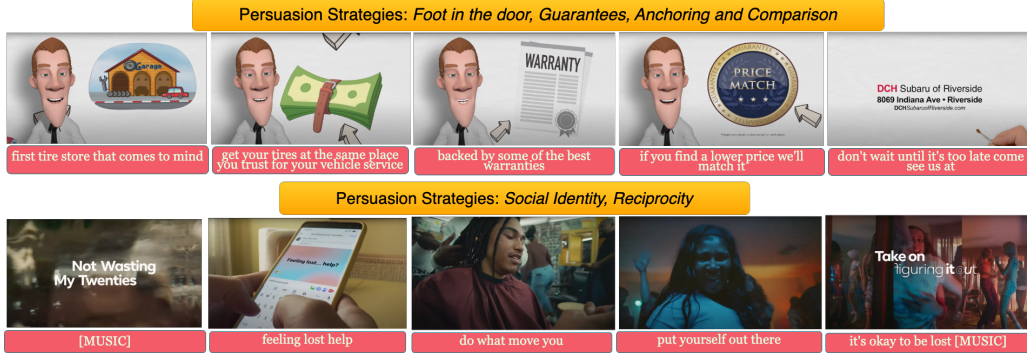 Persuasion Strategies: Foot in the door, Guarantees, Anchoring and Comparison
Garage
WARRANTY
GUARANTEE
PRICE
MATCH
DCH Subaru of Riverside
8069 Indiana Ave • Riverside
DCHSubaruofRiverside.com
first tire store that comes to mind
get your tires at the same place
you trust for your vehicle service
backed by some of the best
warranties
if you find a lower price we'll
match it
don't wait until it's too late come
see us at
Persuasion Strategies: Social Identity, Reciprocity
Not Wasting
My Twenties
Feeling lost... help?
Take on
figuring it out
[MUSIC]
feeling lost help
do what move you
put yourself out there
it's okay to be lost [MUSIC]